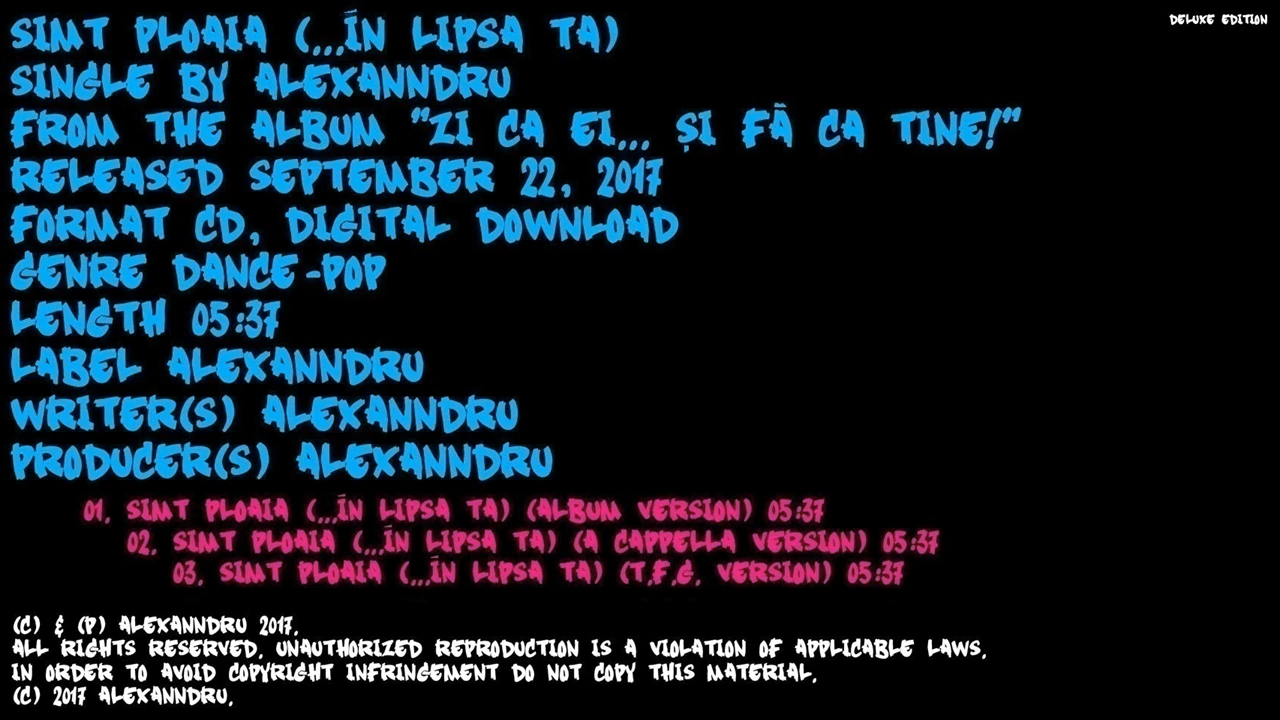 SIMT PLOAIA (...ÎN LIPSA TA)
DELUXE EDITION
SINGLE BY ALEXANNDRU
FROM THE ALBUM "ZI CA EI... ȘI FĂ CA TINE!"
RELEASED SEPTEMBER 22, 2017
FORMAT CD, DIGITAL DOWNLOAD
GENRE DANCE-POP
LENGTH 05:37
LABEL ALEXANNDRU
WRITER(S) ALEXANNDRU
PRODUCER(S) ALEXANNDRU
01. SIMT PLOAIA (...ÎN LIPSA TA) (ALBUM VERSION) 05:37
02. SIMT PLOAIA (...ÎN LIPSA TA) (A CAPPELLA VERSION) 05:37
03. SIMT PLOAIA (...ÎN LIPSA TA) (T.F.G. VERSION) 05:37
(C) & (P) ALEXANNDRU 2017.
ALL RIGHTS RESERVED. UNAUTHORIZED REPRODUCTION IS A VIOLATION OF APPLICABLE LAWS.
IN ORDER TO AVOID COPYRIGHT INFRINGEMENT DO NOT COPY THIS MATERIAL.
(C) 2017 ALEXANNDRU.